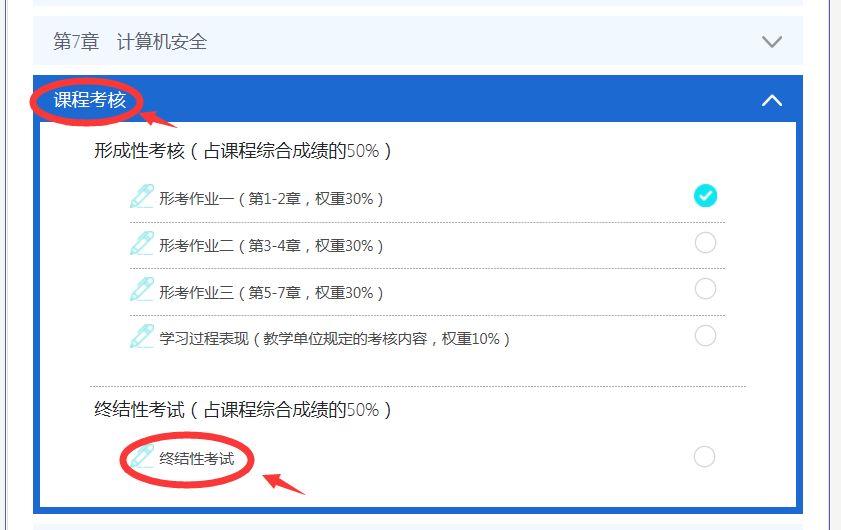 第7章 计算机安全
课程考核
形成性考核（占课程综合成绩的50%）
形考作业一（第1-2章，权重30%）
形考作业二（第3-4章，权重30%）
形考作业三（第5-7章，权重30%）
学习过程表现（教学单位规定的考核内容，权重10%）
终结性考试（占课程综合成绩的50%）
终结性考试